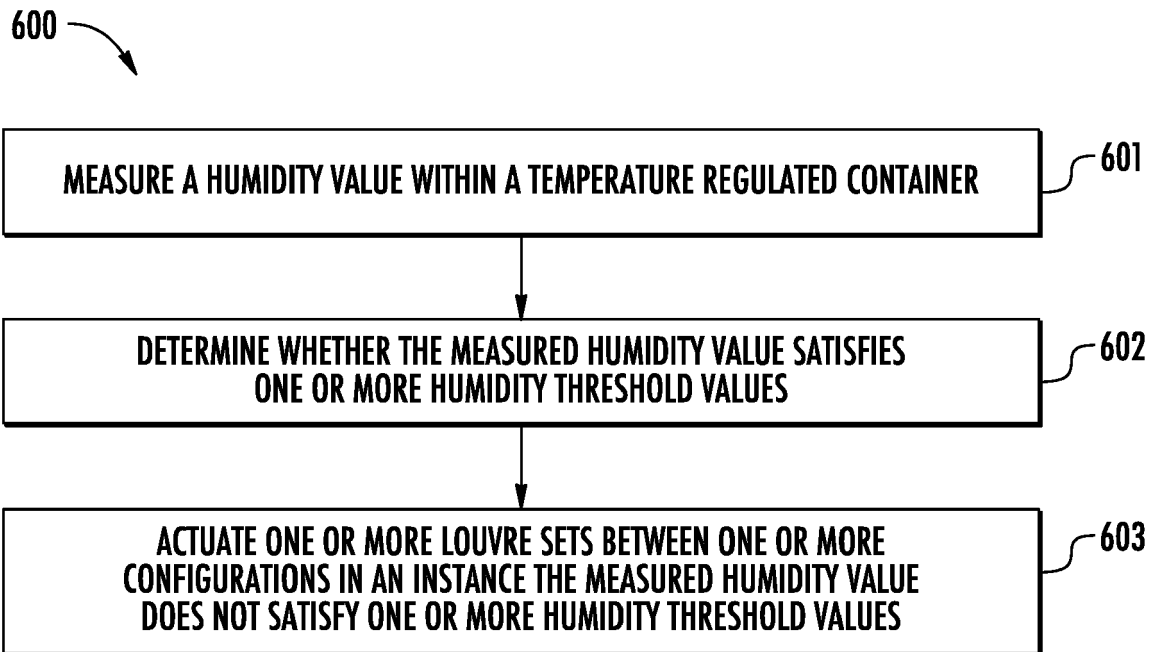 600
MEASURE A HUMIDITY VALUE WITHIN A TEMPERATURE REGULATED CONTAINER
601
DETERMINE WHETHER THE MEASURED HUMIDITY VALUE SATISFIES
ONE OR MORE HUMIDITY THRESHOLD VALUES
602
ACTUATE ONE OR MORE LOUVRE SETS BETWEEN ONE OR MORE
CONFIGURATIONS IN AN INSTANCE THE MEASURED HUMIDITY VALUE
DOES NOT SATISFY ONE OR MORE HUMIDITY THRESHOLD VALUES
603